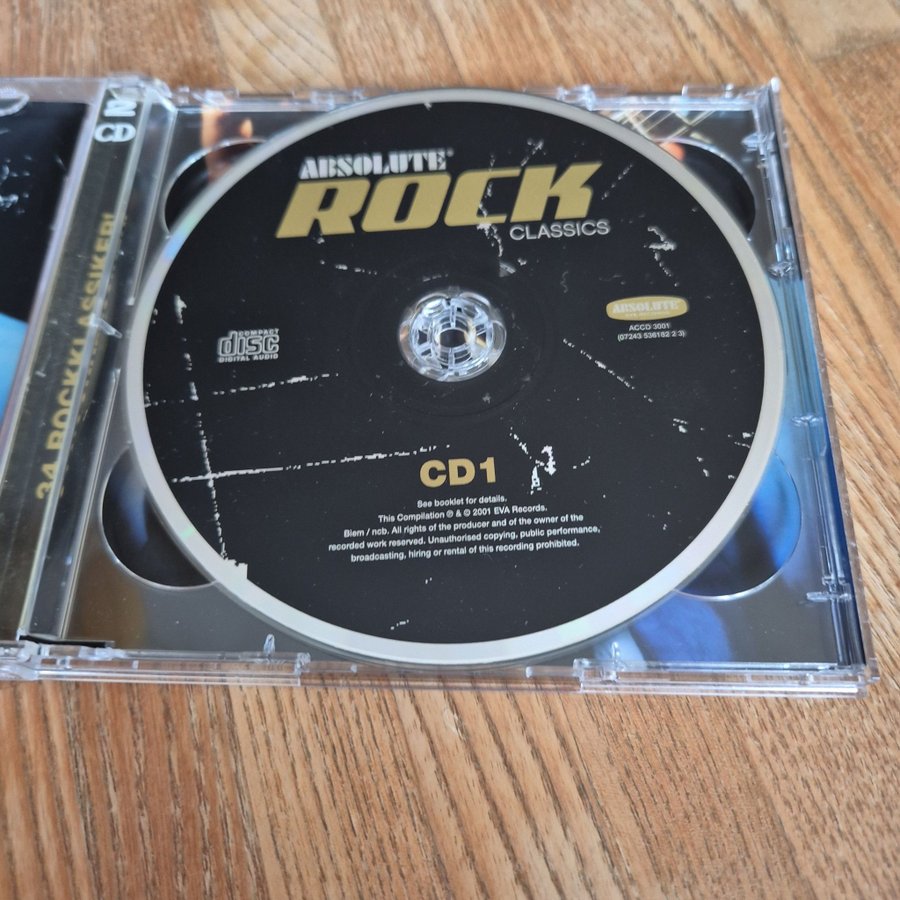 ABSOLUTE®
ROCK
CLASSICS
COMPACT
disc
DIGITAL AUDIO
ABSOLUTE
ACCD 3001
(07243 536182 2 3)
CD1
See booklet for details.
This Compilation ℗ & © 2001 EVA Records.
Biem / ncb. All rights of the producer and of the owner of the
recorded work reserved. Unauthorised copying, public performance,
broadcasting, hiring or rental of this recording prohibited.
2
CD
34 ROCKKLASSIKER!